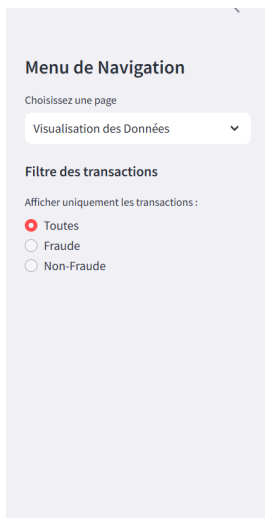 Menu de Navigation
Choisissez une page
Visualisation des Données
Filtre des transactions
Afficher uniquement les transactions :
Toutes
Fraude
Non-Fraude